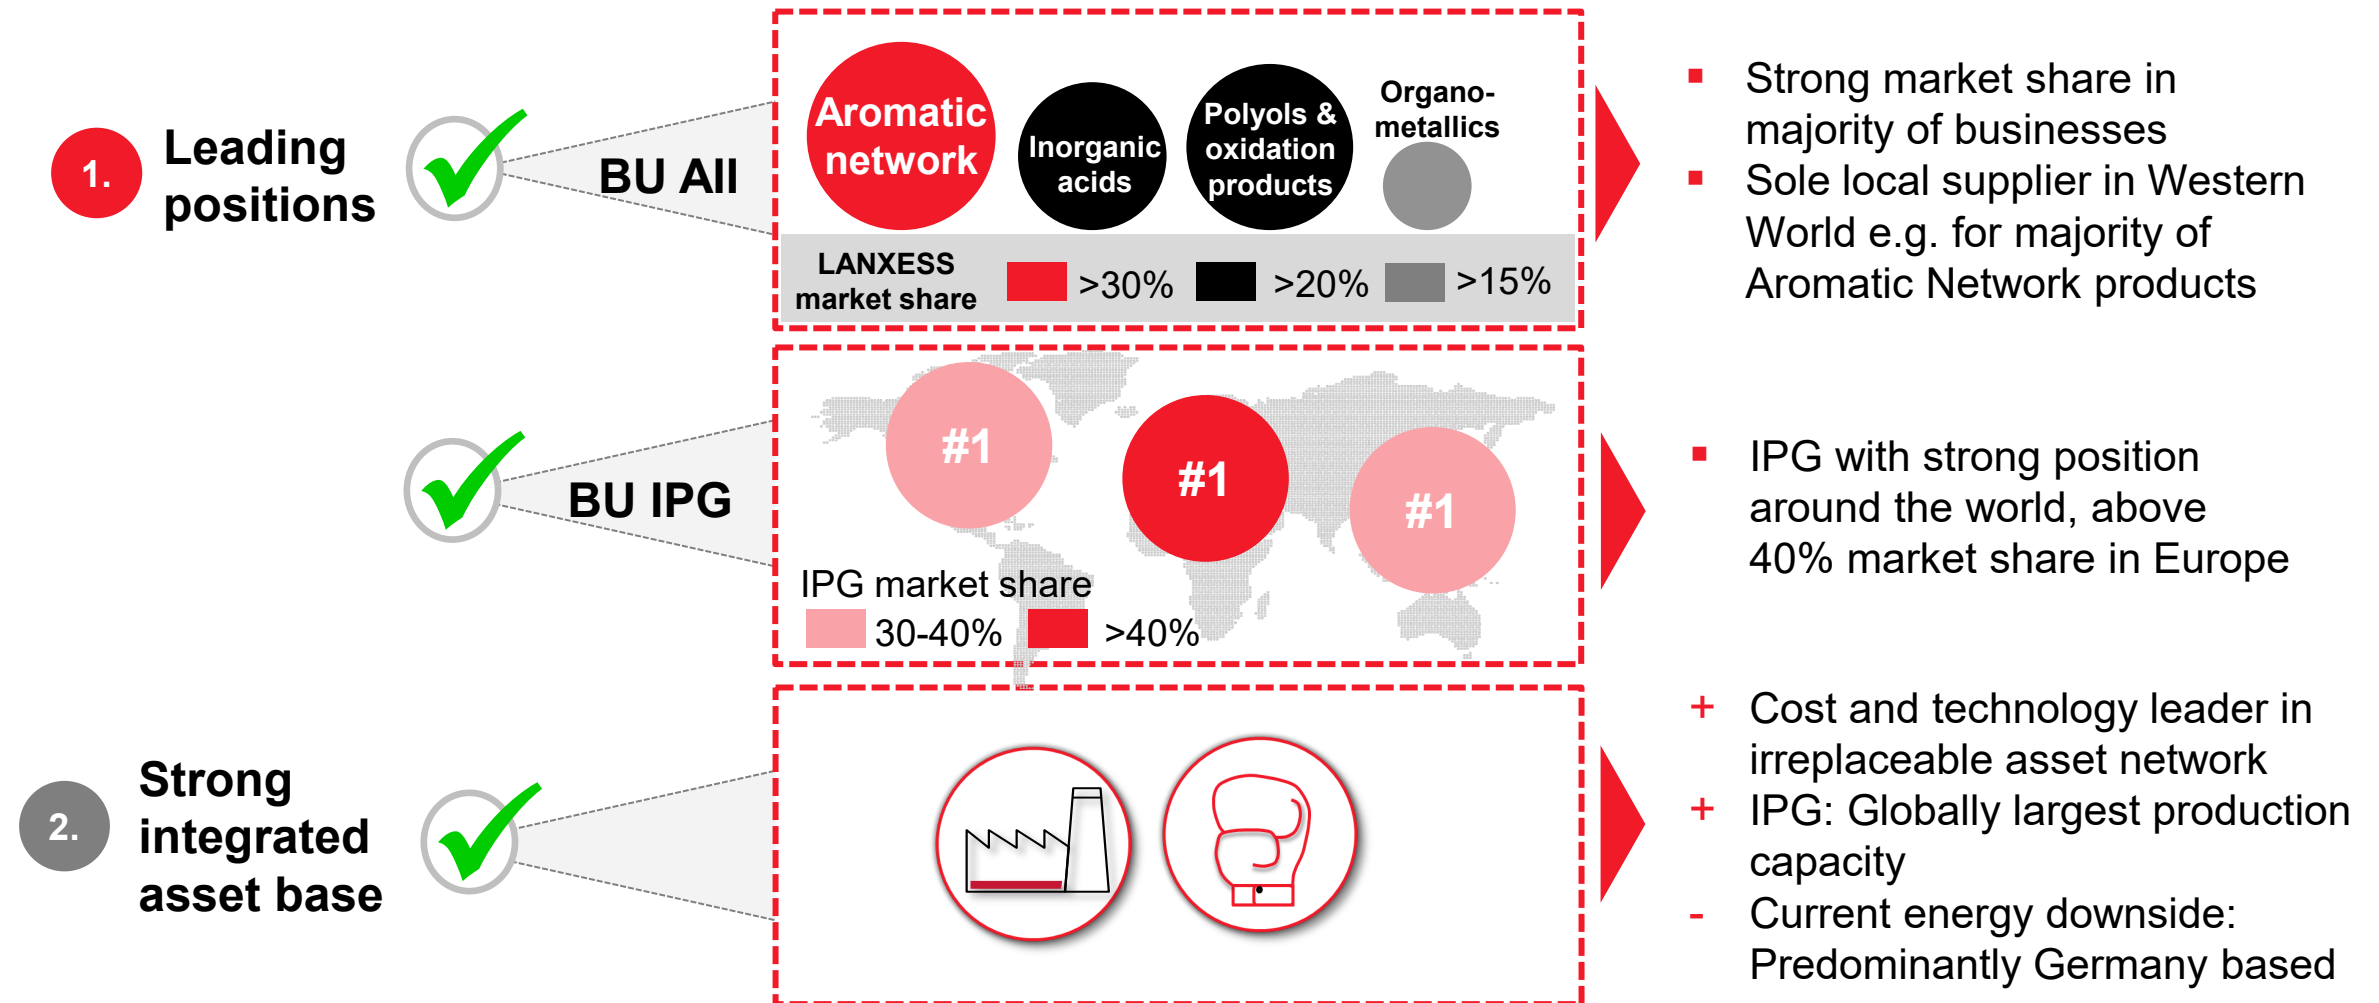 1.
Leading
positions
BU AII
Aromatic
network
Inorganic
acids
Polyols &
oxidation
products
Organo-
metallics
LANXESS
market share
>30%
>20%
>15%
▪ Strong market share in
majority of businesses
▪ Sole local supplier in Western
World e.g. for majority of
Aromatic Network products
BU IPG
#1
#1
#1
IPG market share
30-40%
>40%
▪ IPG with strong position
around the world, above
40% market share in Europe
2.
Strong
integrated
asset base
+ Cost and technology leader in
irreplaceable asset network
+ IPG: Globally largest production
capacity
- Current energy downside:
Predominantly Germany based